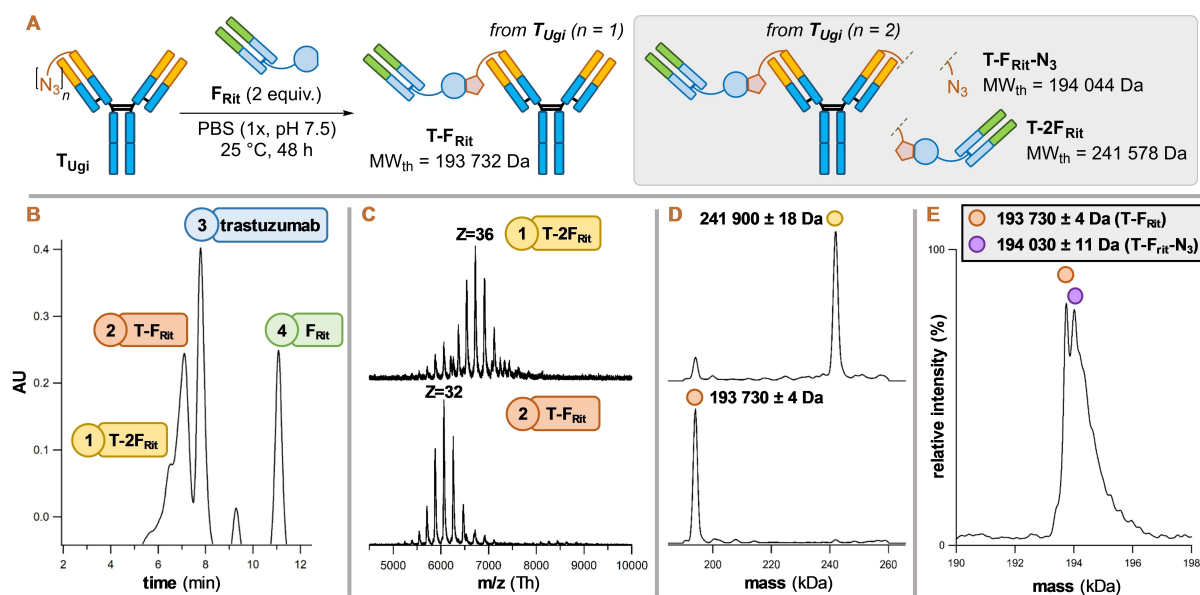 A
[N3]n
TUgi
FRit (2 equiv.)
PBS (1x, pH 7.5)
25 °C, 48 h
from TUgi (n = 1)
T-FRit
MWth = 193 732 Da
from TUgi (n = 2)
N3
T-FRit-N3
MWth = 194 044 Da
T-2FRit
MWth = 241 578 Da
B
3 trastuzumab
2 T-FRit
4 FRit
1 T-2FRit
AU
0.4
0.3
0.2
0.1
0.0
2 4 6 8 10 12
time (min)
C
Z=36
1 T-2FRit
Z=32
2 T-FRit
5000 6000 7000 8000 9000 10000
m/z (Th)
D
241 900 ± 18 Da
193 730 ± 4 Da
200 220 240 260
mass (kDa)
E
193 730 ± 4 Da (T-FRit)
194 030 ± 11 Da (T-Frit-N3)
100
relative intensity (%)
0
190 192 194 196 198
mass (kDa)